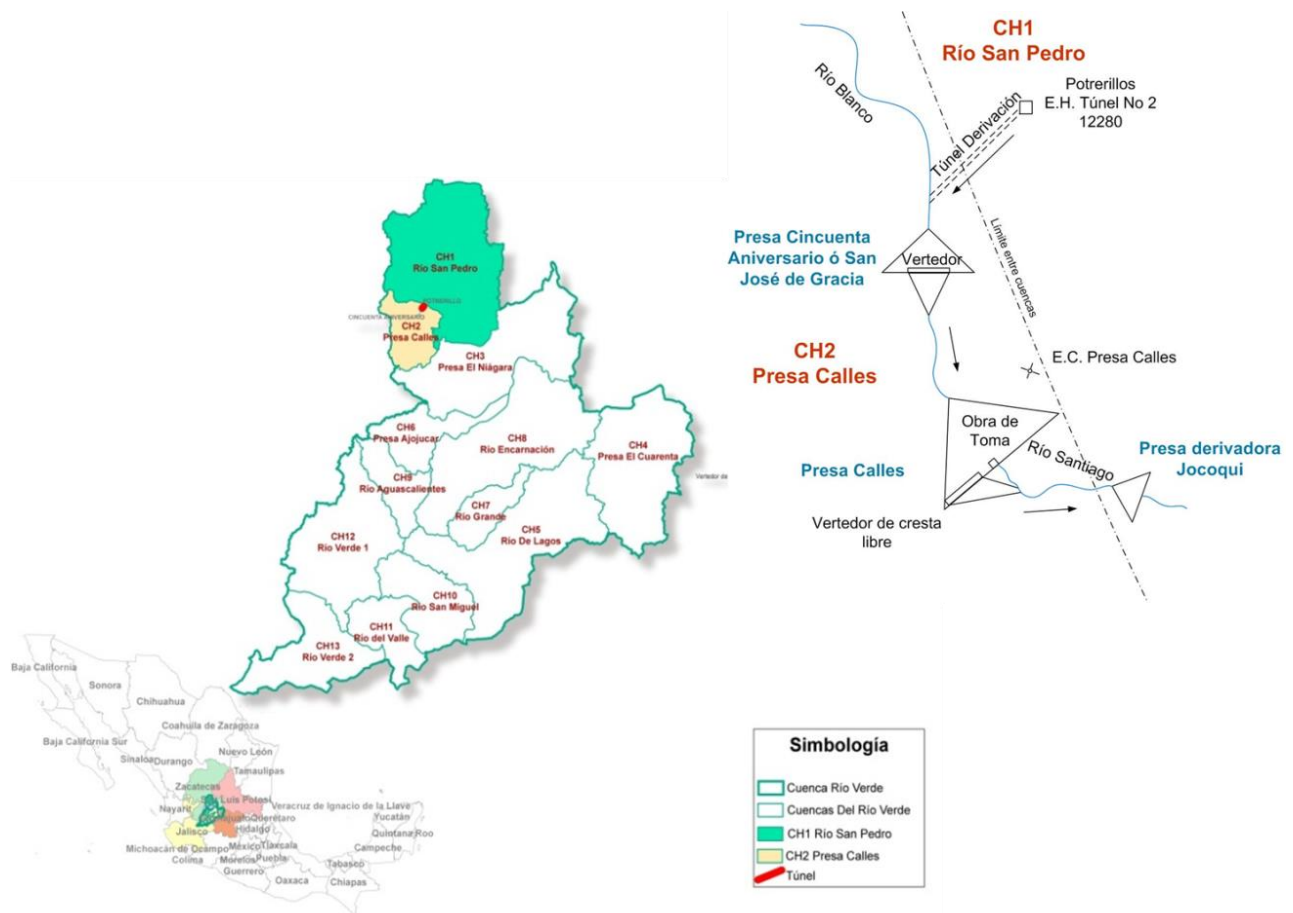 CH1
Río San Pedro
Río Blanco
Potrerillos
E.H. Túnel No 2
12280
Túnel Derivación
Límite entre cuencas
Presa Cincuenta
Aniversario ó San
José de Gracia
Vertedor
CH2
Presa Calles
E.C. Presa Calles
Obra de
Toma
Río Santiago
Presa derivadora
Jocoqui
Presa Calles
Vertedor de cresta
libre
CH1
Río San Pedro
POTRERILLO
CINCUENTA ANIVERSARIO
CH2
Presa Calles
CH3
Presa El Niágara
CH6
Presa Ajojucar
CH8
Río Encarnación
CH4
Presa El Cuarenta
Vertedor de
CH9
Río Aguascalientes
CH7
Río Grande
CH5
Río De Lagos
CH12
Río Verde 1
CH10
Río San Miguel
CH11
Río del Valle
CH13
Río Verde 2
Baja California
Sonora
Chihuahua
Coahuila de Zaragoza
Baja California Sur
Sinaloa
Durango
Nuevo León
Tamaulipas
Zacatecas
Luis Potosí
Nayarit
Veracruz de Ignacio de la Llave
Querétaro
Yucatán
Jalisco
Hidalgo
Quintana Roo
Michoacán de Ocampo
México
Tlaxcala
Campeche
Colima
Morelos
Puebla
Tabasco
Guerrero
Oaxaca
Chiapas
Simbología
Cuenca Río Verde
Cuencas Del Río Verde
CH1 Río San Pedro
CH2 Presa Calles
Túnel